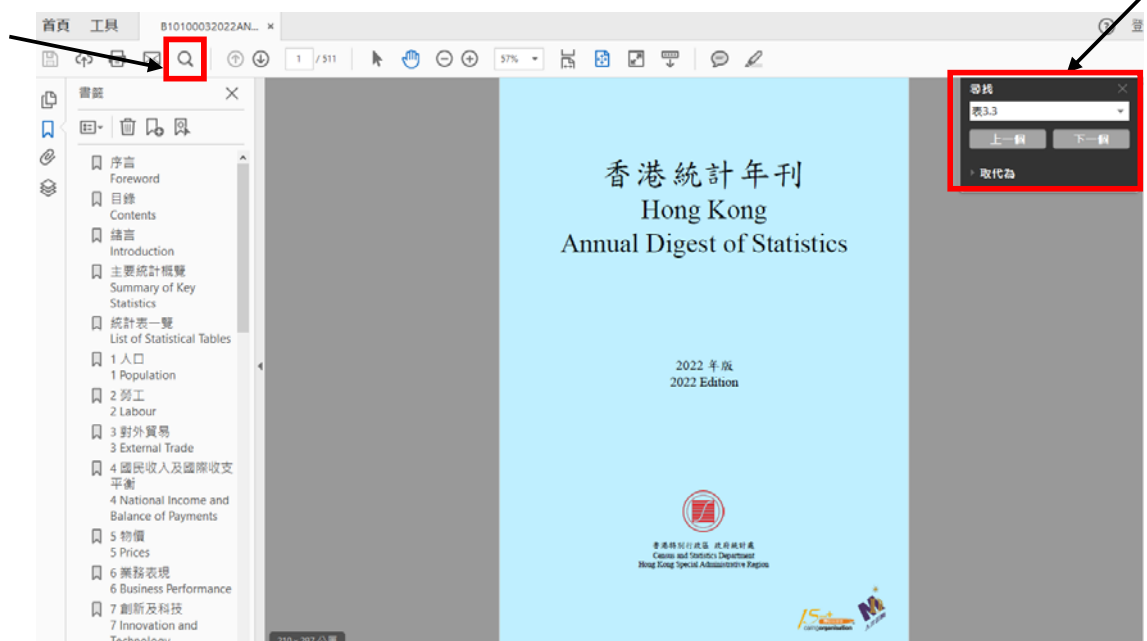 首頁
工具
B10100032022AN...
×
登
1 / 511
57%
書籤
序言
Foreword
目錄
Contents
緒言
Introduction
主要統計概覽
Summary of Key
Statistics
統計表一覽
List of Statistical Tables
1 人口
1 Population
2 勞工
2 Labour
3 對外貿易
3 External Trade
4 國民收入及國際收支
平衡
4 National Income and
Balance of Payments
5 物價
5 Prices
6 業務表現
6 Business Performance
7 創新及科技
7 Innovation and
Technology
香港統計年刊
Hong Kong
Annual Digest of Statistics
2022 年版
2022 Edition
香港特別行政區 政府統計處
Census and Statistics Department
Hong Kong Special Administrative Region
尋找
表3.3
上一個
下一個
取代為